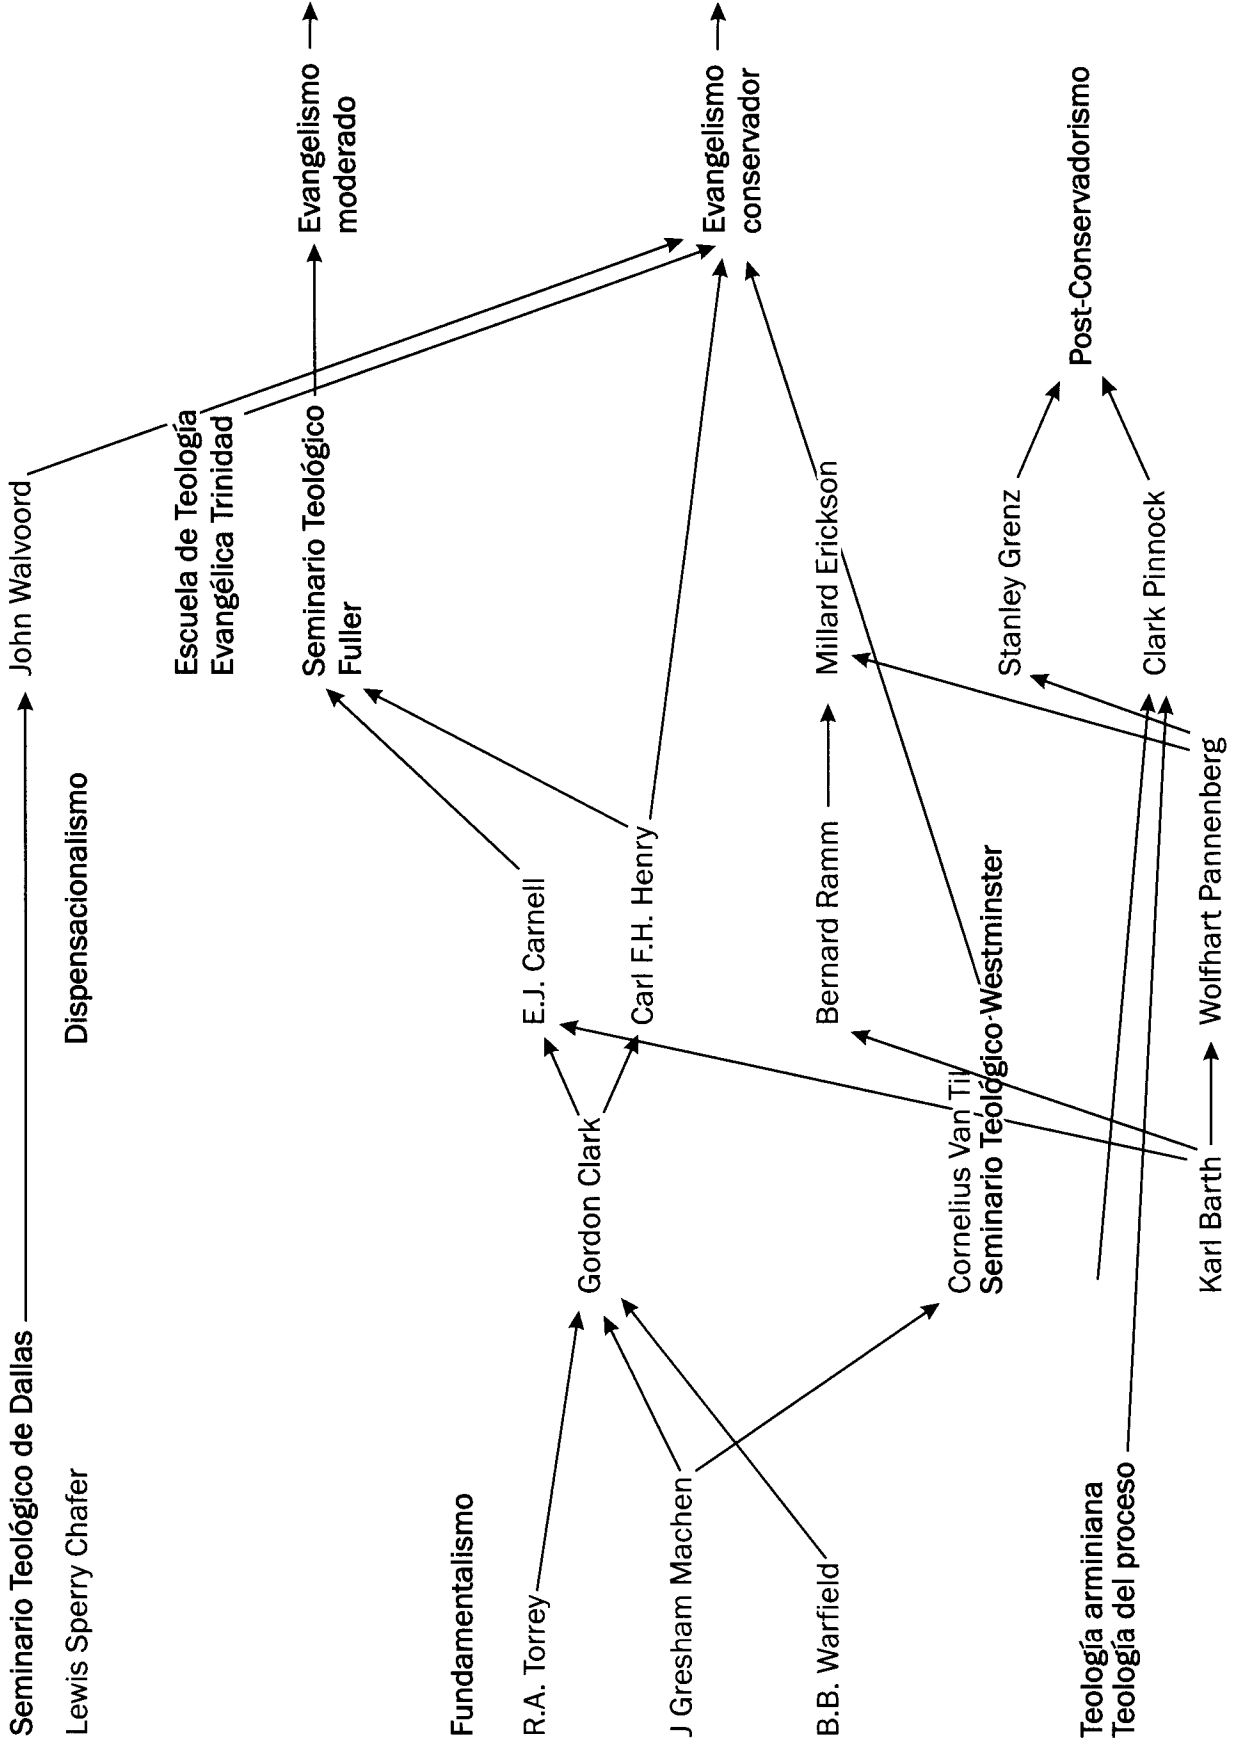 Seminario Teológico de Dallas
Lewis Sperry Chafer
Dispensacionalismo
John Walvoord
Escuela de Teología
Evangélica Trinidad
Seminario Teológico
Fuller
Evangelismo
moderado
Fundamentalismo
R.A. Torrey
J Gresham Machen
B.B. Warfield
Gordon Clark
E.J. Carnell
Carl F.H. Henry
Evangelismo
conservador
Bernard Ramm
Millard Erickson
Cornelius Van Til
Seminario Teológico Westminster
Stanley Grenz
Clark Pinnock
Post-Conservadorismo
Teología arminiana
Teología del proceso
Karl Barth
Wolfhart Pannenberg